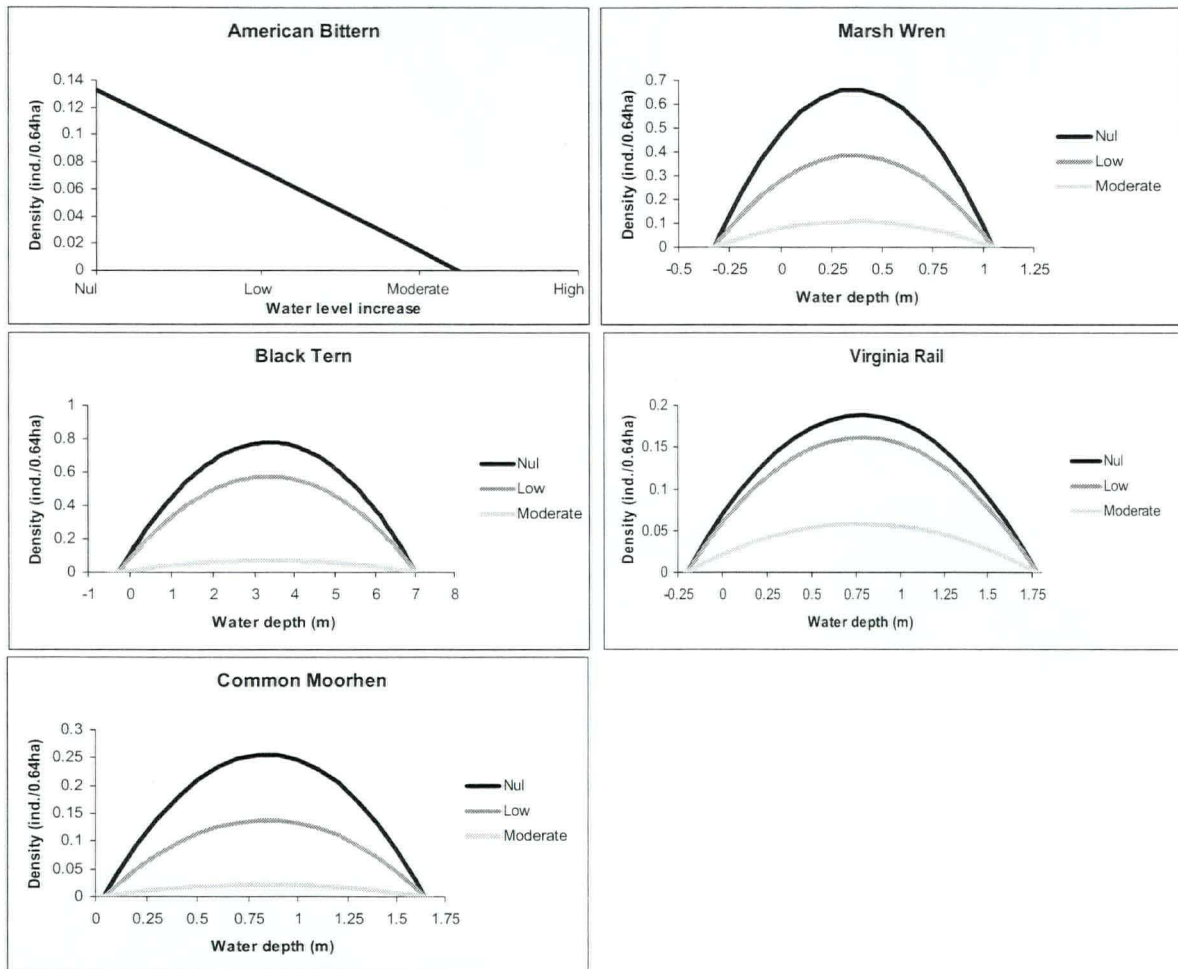 American Bittern
Density (ind./0.64ha)
0.14
0.12
0.1
0.08
0.06
0.04
0.02
0
Nul Low Moderate High
Water level increase
Marsh Wren
Density (ind./0.64ha)
0.7
0.6
0.5
0.4
0.3
0.2
0.1
0
-0.5 -0.25 0 0.25 0.5 0.75 1 1.25
Water depth (m)
Nul
Low
Moderate
Black Tern
Density (ind./0.64ha)
1
0.8
0.6
0.4
0.2
0
-1 0 1 2 3 4 5 6 7 8
Water depth (m)
Nul
Low
Moderate
Virginia Rail
Density (ind./0.64ha)
0.2
0.15
0.1
0.05
0
-0.25 0 0.25 0.5 0.75 1 1.25 1.5 1.75
Water depth (m)
Nul
Low
Moderate
Common Moorhen
Density (ind./0.64ha)
0.3
0.25
0.2
0.15
0.1
0.05
0
0 0.25 0.5 0.75 1 1.25 1.5 1.75
Water depth (m)
Nul
Low
Moderate